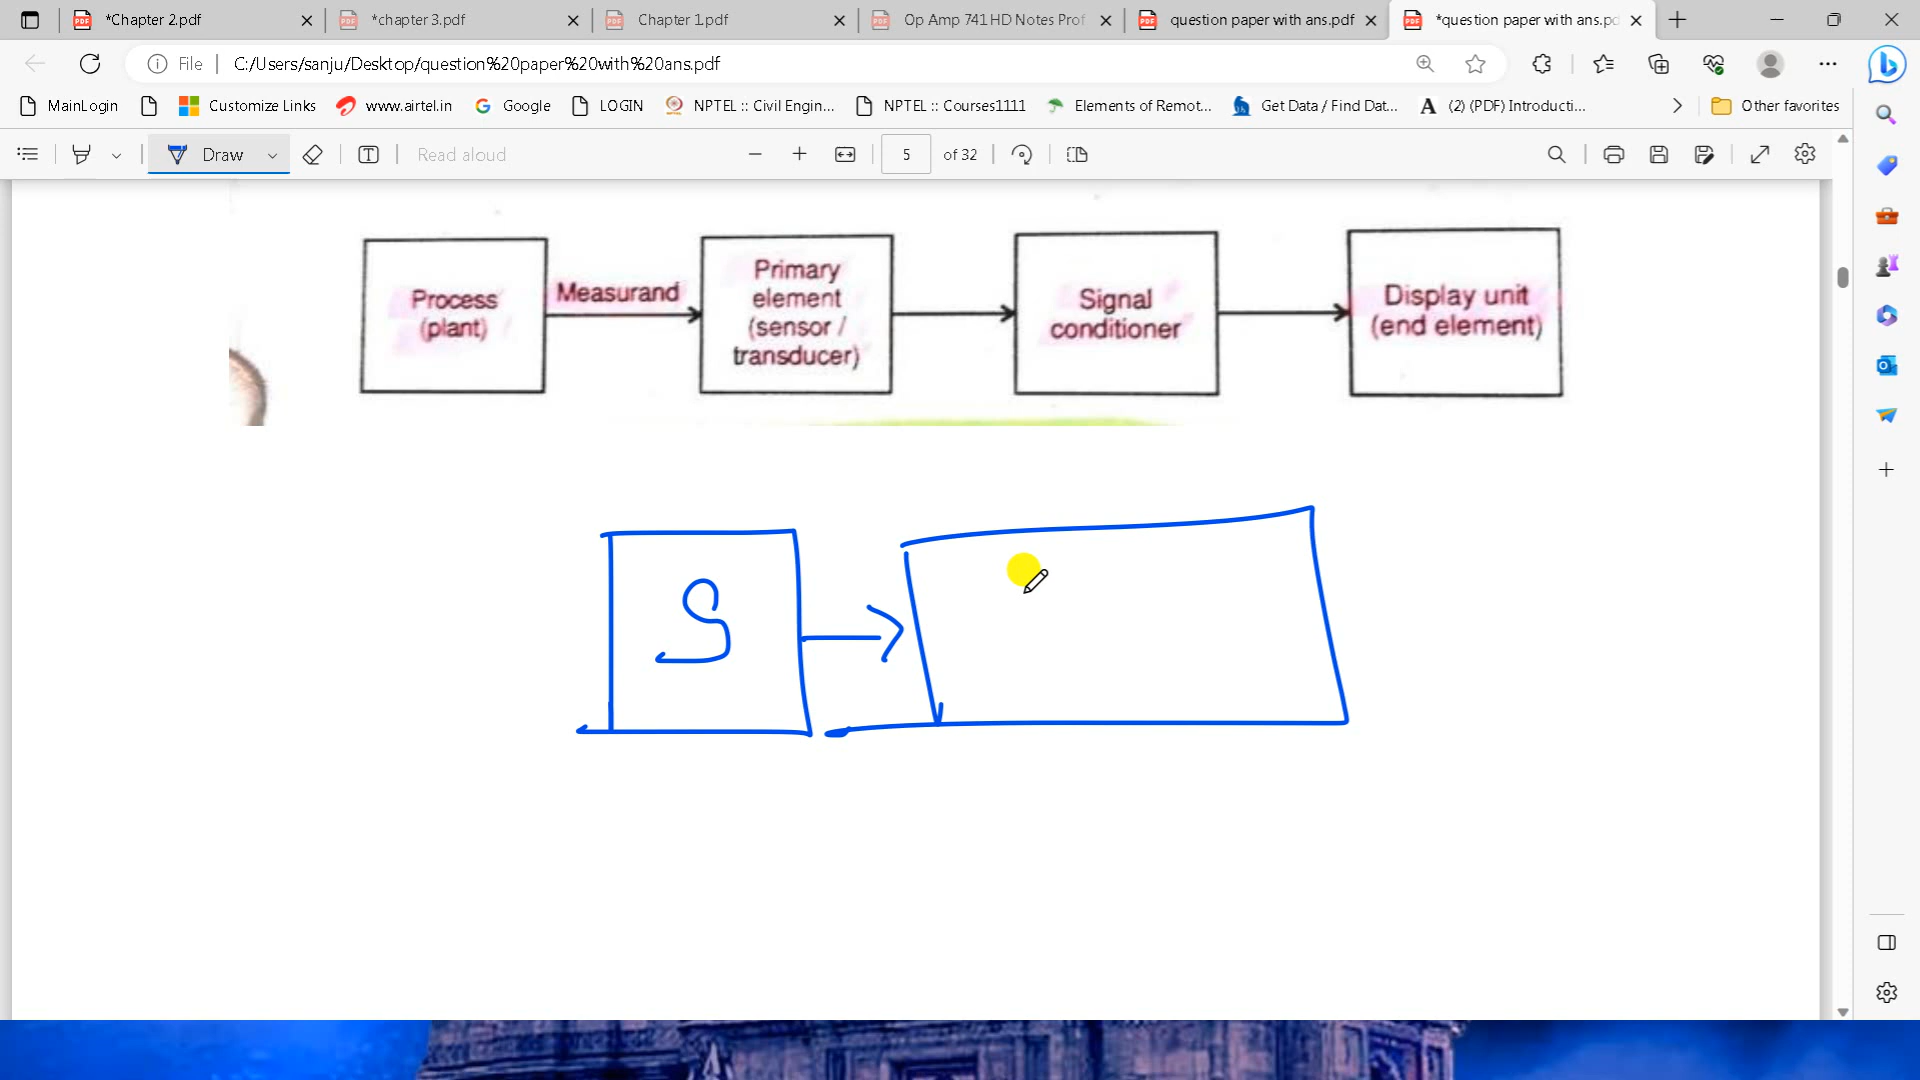 *Chapter 2.pdf
*chapter 3.pdf
Chapter 1.pdf
Op Amp 741 HD Notes Prof
question paper with ans.pdf
*question paper with ans.pd
File
C:/Users/sanju/Desktop/question%20paper%20with%20ans.pdf
MainLogin
Customize Links
www.airtel.in
Google
LOGIN
NPTEL :: Civil Engin...
NPTEL :: Courses1111
Elements of Remot...
Get Data / Find Dat...
(2) (PDF) Introducti...
Other favorites
Draw
Read aloud
5
of 32
Process
(plant)
Measurand
Primary
element
(sensor /
transducer)
Signal
conditioner
Display unit
(end element)
S